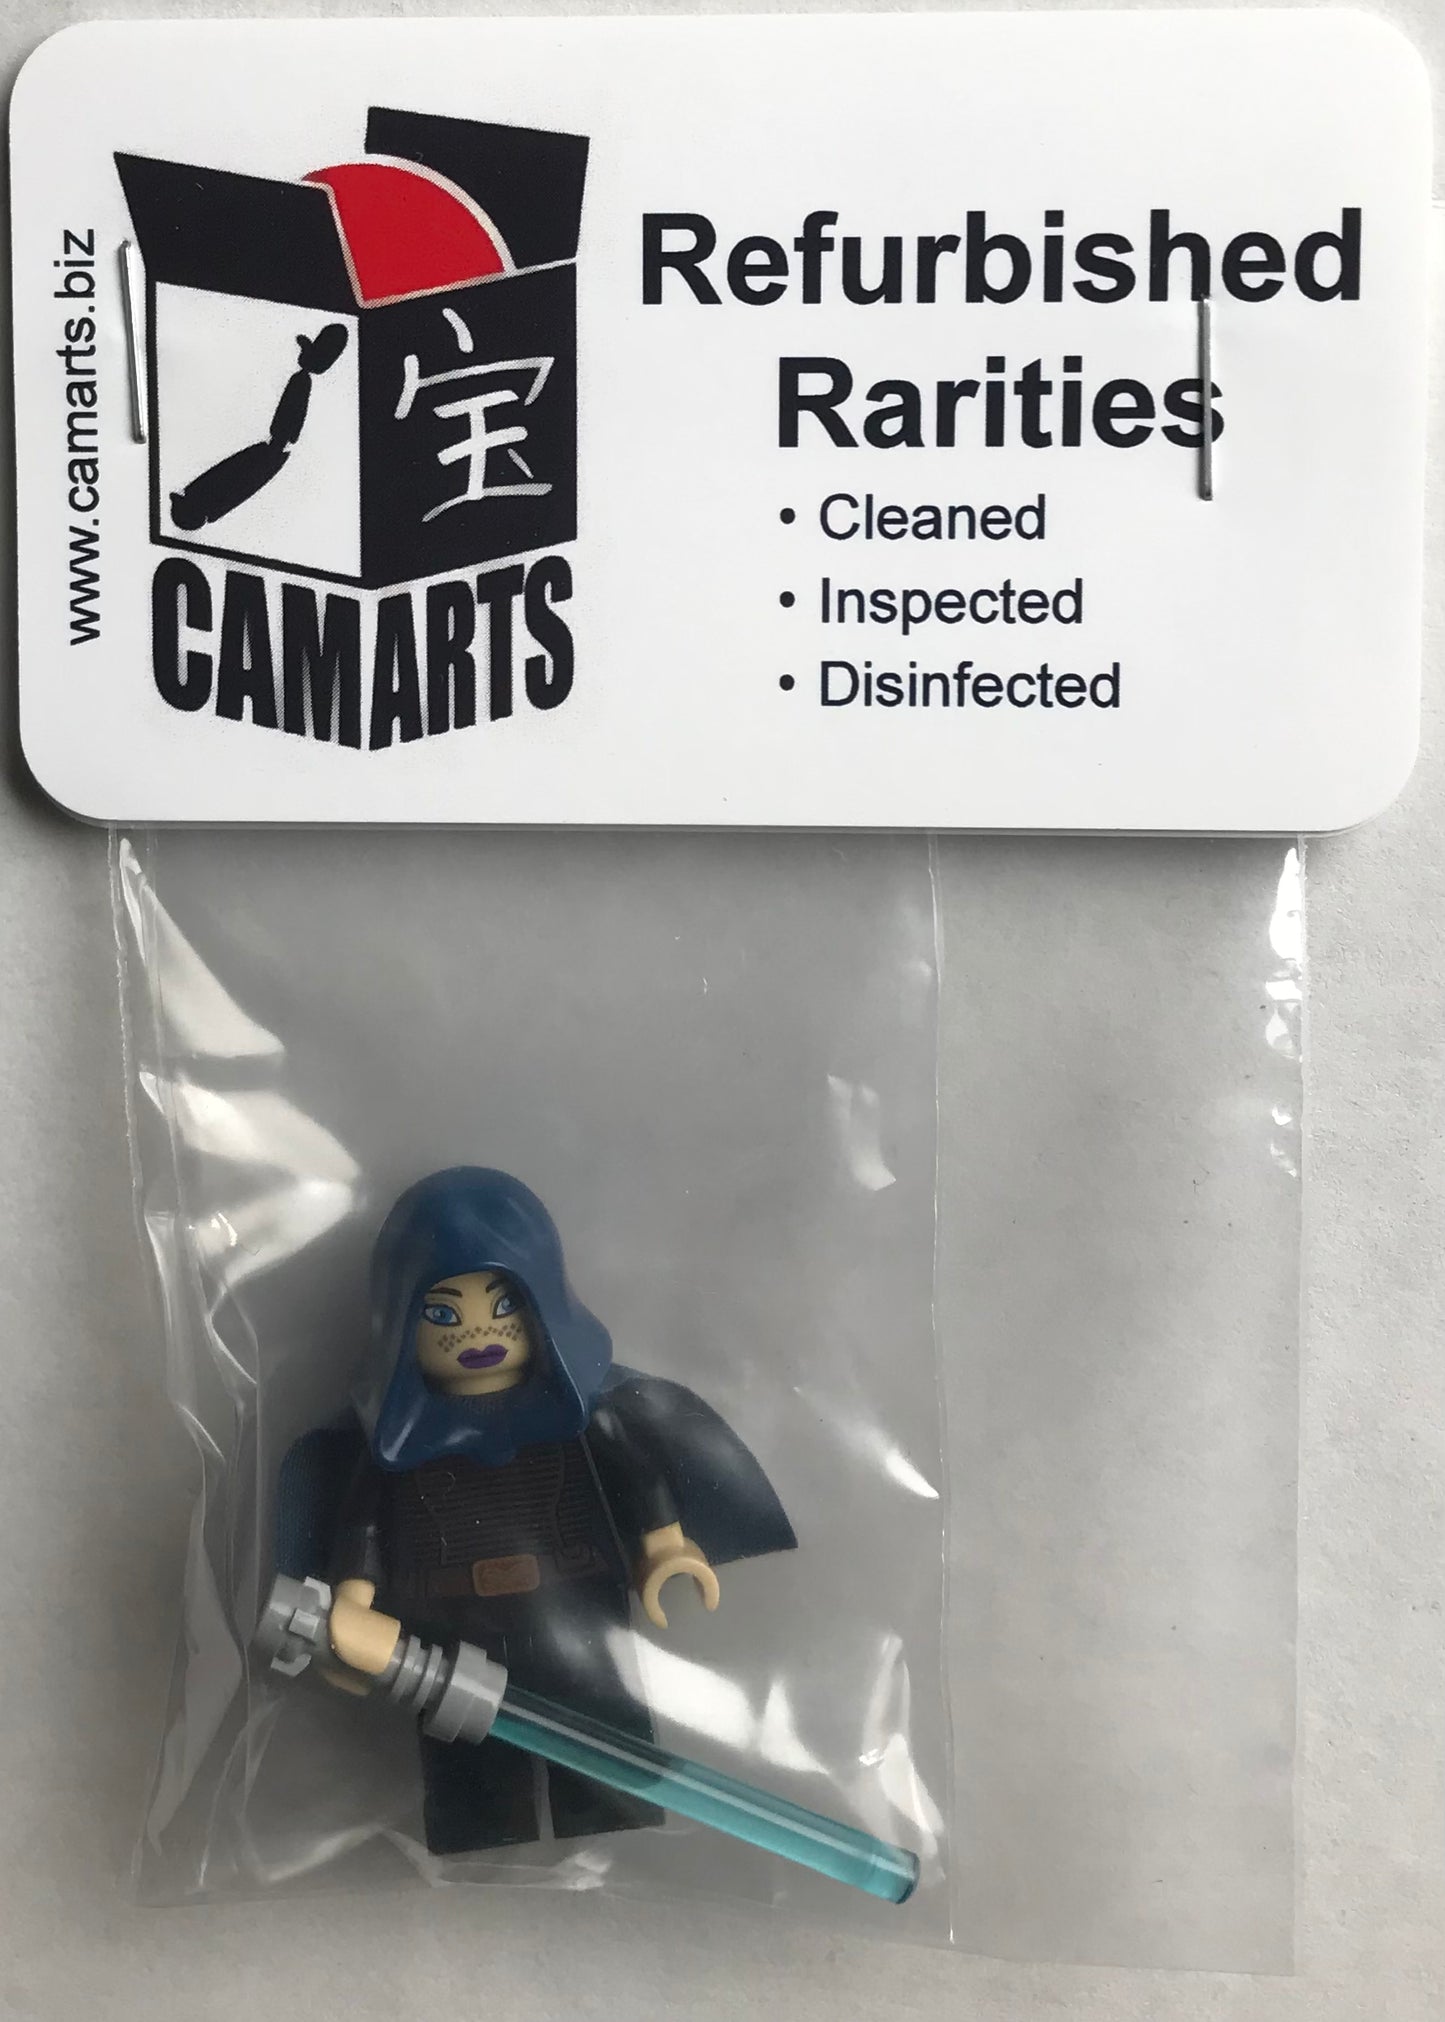 www.camarts.biz
宝
CAMARTS
Refurbished
Rarities
• Cleaned
• Inspected
• Disinfected